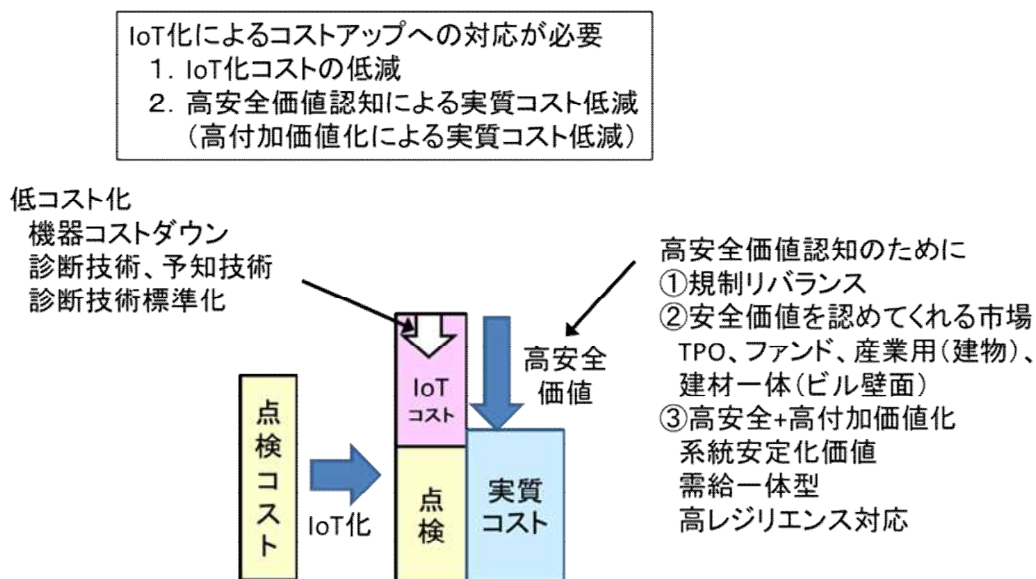 IoT化によるコストアップへの対応が必要
1. IoT化コストの低減
2. 高安全価値認知による実質コスト低減
(高付加価値化による実質コスト低減)
低コスト化
機器コストダウン
診断技術、予知技術
診断技術標準化
点検コスト
IoT化
IoT
コスト
点検
高安全
価値
実質
コスト
高安全価値認知のために
①規制リバランス
②安全価値を認めてくれる市場
TPO、ファンド、産業用(建物)、
建材一体(ビル壁面)
③高安全+高付加価値化
系統安定化価値
需給一体型
高レジリエンス対応